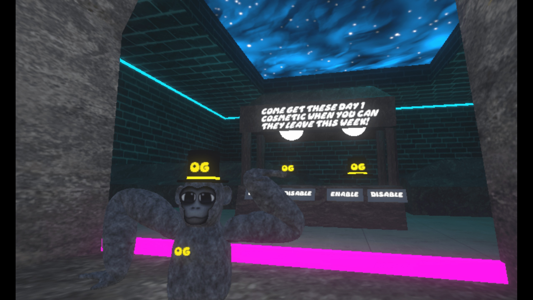 COME GET THESE DAY 1
COSMETIC WHEN YOU CAN
THEY LEAVE THIS WEEK!
OG
OG
OG
DISABLE
ENABLE
DISABLE
OG